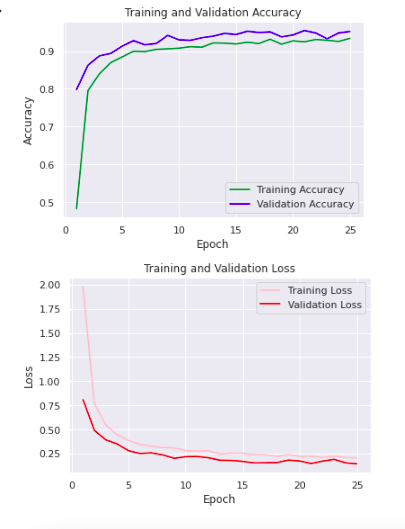 Training and Validation Accuracy
Accuracy
0.9
0.8
0.7
0.6
0.5
Training Accuracy
Validation Accuracy
0
5
10
15
20
25
Epoch
Training and Validation Loss
Loss
2.00
1.75
1.50
1.25
1.00
0.75
0.50
0.25
Training Loss
Validation Loss
0
5
10
15
20
25
Epoch